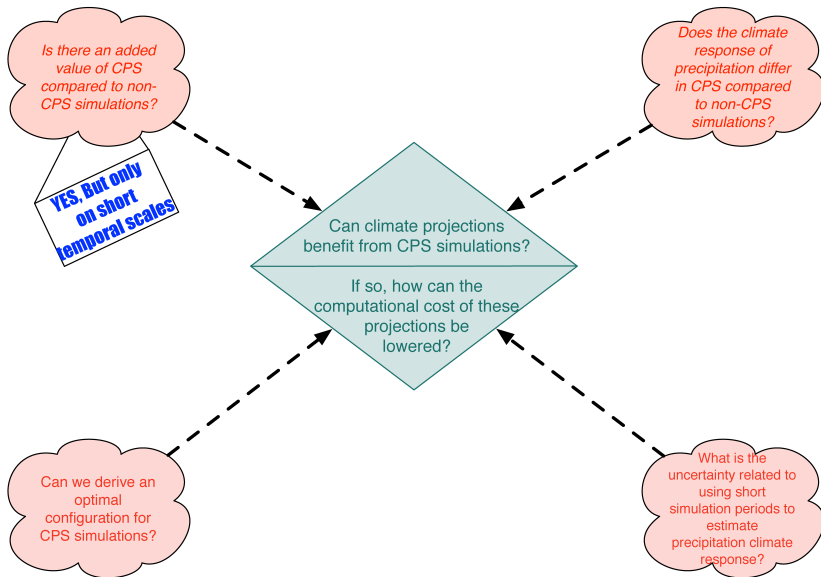 Is there an added
value of CPS
compared to non-
CPS simulations?
Does the climate
response of
precipitation differ
in CPS compared
to non-CPS
simulations?
YES, But only
on short
temporal scales
Can climate projections
benefit from CPS simulations?
If so, how can the
computational cost of these
projections be
lowered?
Can we derive an
optimal
configuration for
CPS simulations?
What is the
uncertainty related to
using short
simulation periods to
estimate
precipitation climate
response?